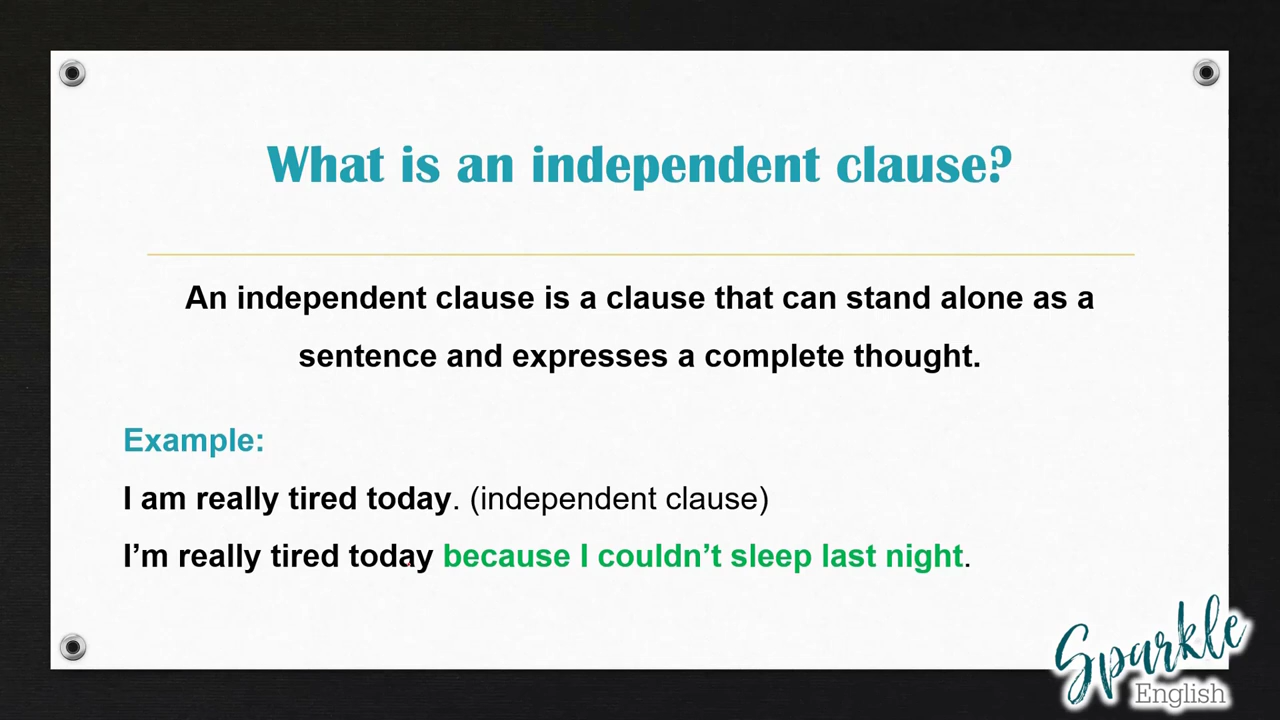 What is an independent clause?
An independent clause is a clause that can stand alone as a
sentence and expresses a complete thought.
Example:
I am really tired today. (independent clause)
I’m really tired today because I couldn’t sleep last night.
Sparkle
English